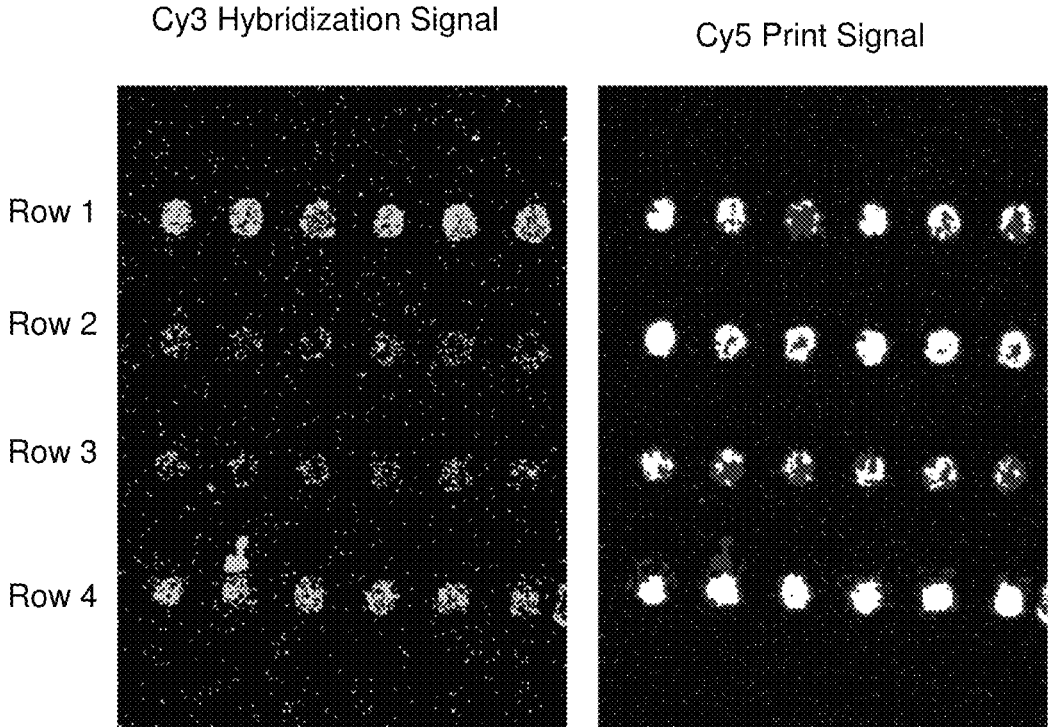 Cy3 Hybridization Signal
Cy5 Print Signal
Row 1
Row 2
Row 3
Row 4